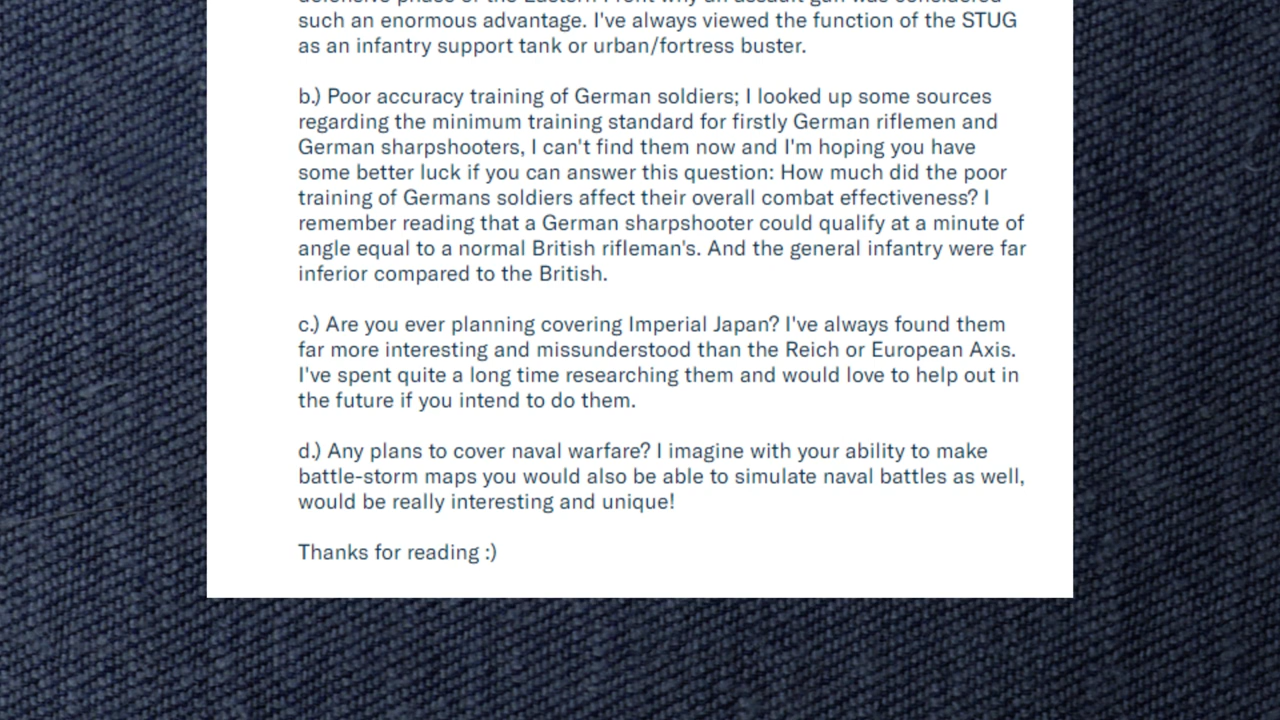 such an enormous advantage. I've always viewed the function of the STUG
as an infantry support tank or urban/fortress buster.
b.) Poor accuracy training of German soldiers; I looked up some sources
regarding the minimum training standard for firstly German riflemen and
German sharpshooters, I can't find them now and I'm hoping you have
some better luck if you can answer this question: How much did the poor
training of Germans soldiers affect their overall combat effectiveness? I
remember reading that a German sharpshooter could qualify at a minute of
angle equal to a normal British rifleman's. And the general infantry were far
inferior compared to the British.
c.) Are you ever planning covering Imperial Japan? I've always found them
far more interesting and missunderstood than the Reich or European Axis.
I've spent quite a long time researching them and would love to help out in
the future if you intend to do them.
d.) Any plans to cover naval warfare? I imagine with your ability to make
battle-storm maps you would also be able to simulate naval battles as well,
would be really interesting and unique!
Thanks for reading :)